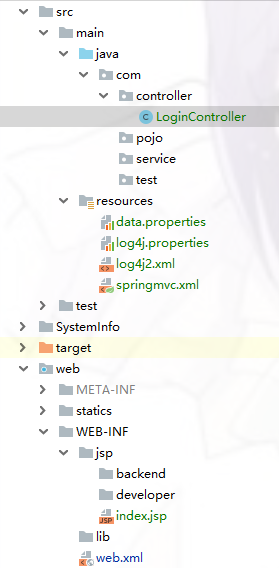 src
main
java
com
controller
LoginController
pojo
service
test
resources
data.properties
log4j.properties
log4j2.xml
springmvc.xml
test
SystemInfo
target
web
META-INF
statics
WEB-INF
jsp
backend
developer
index.jsp
lib
web.xml